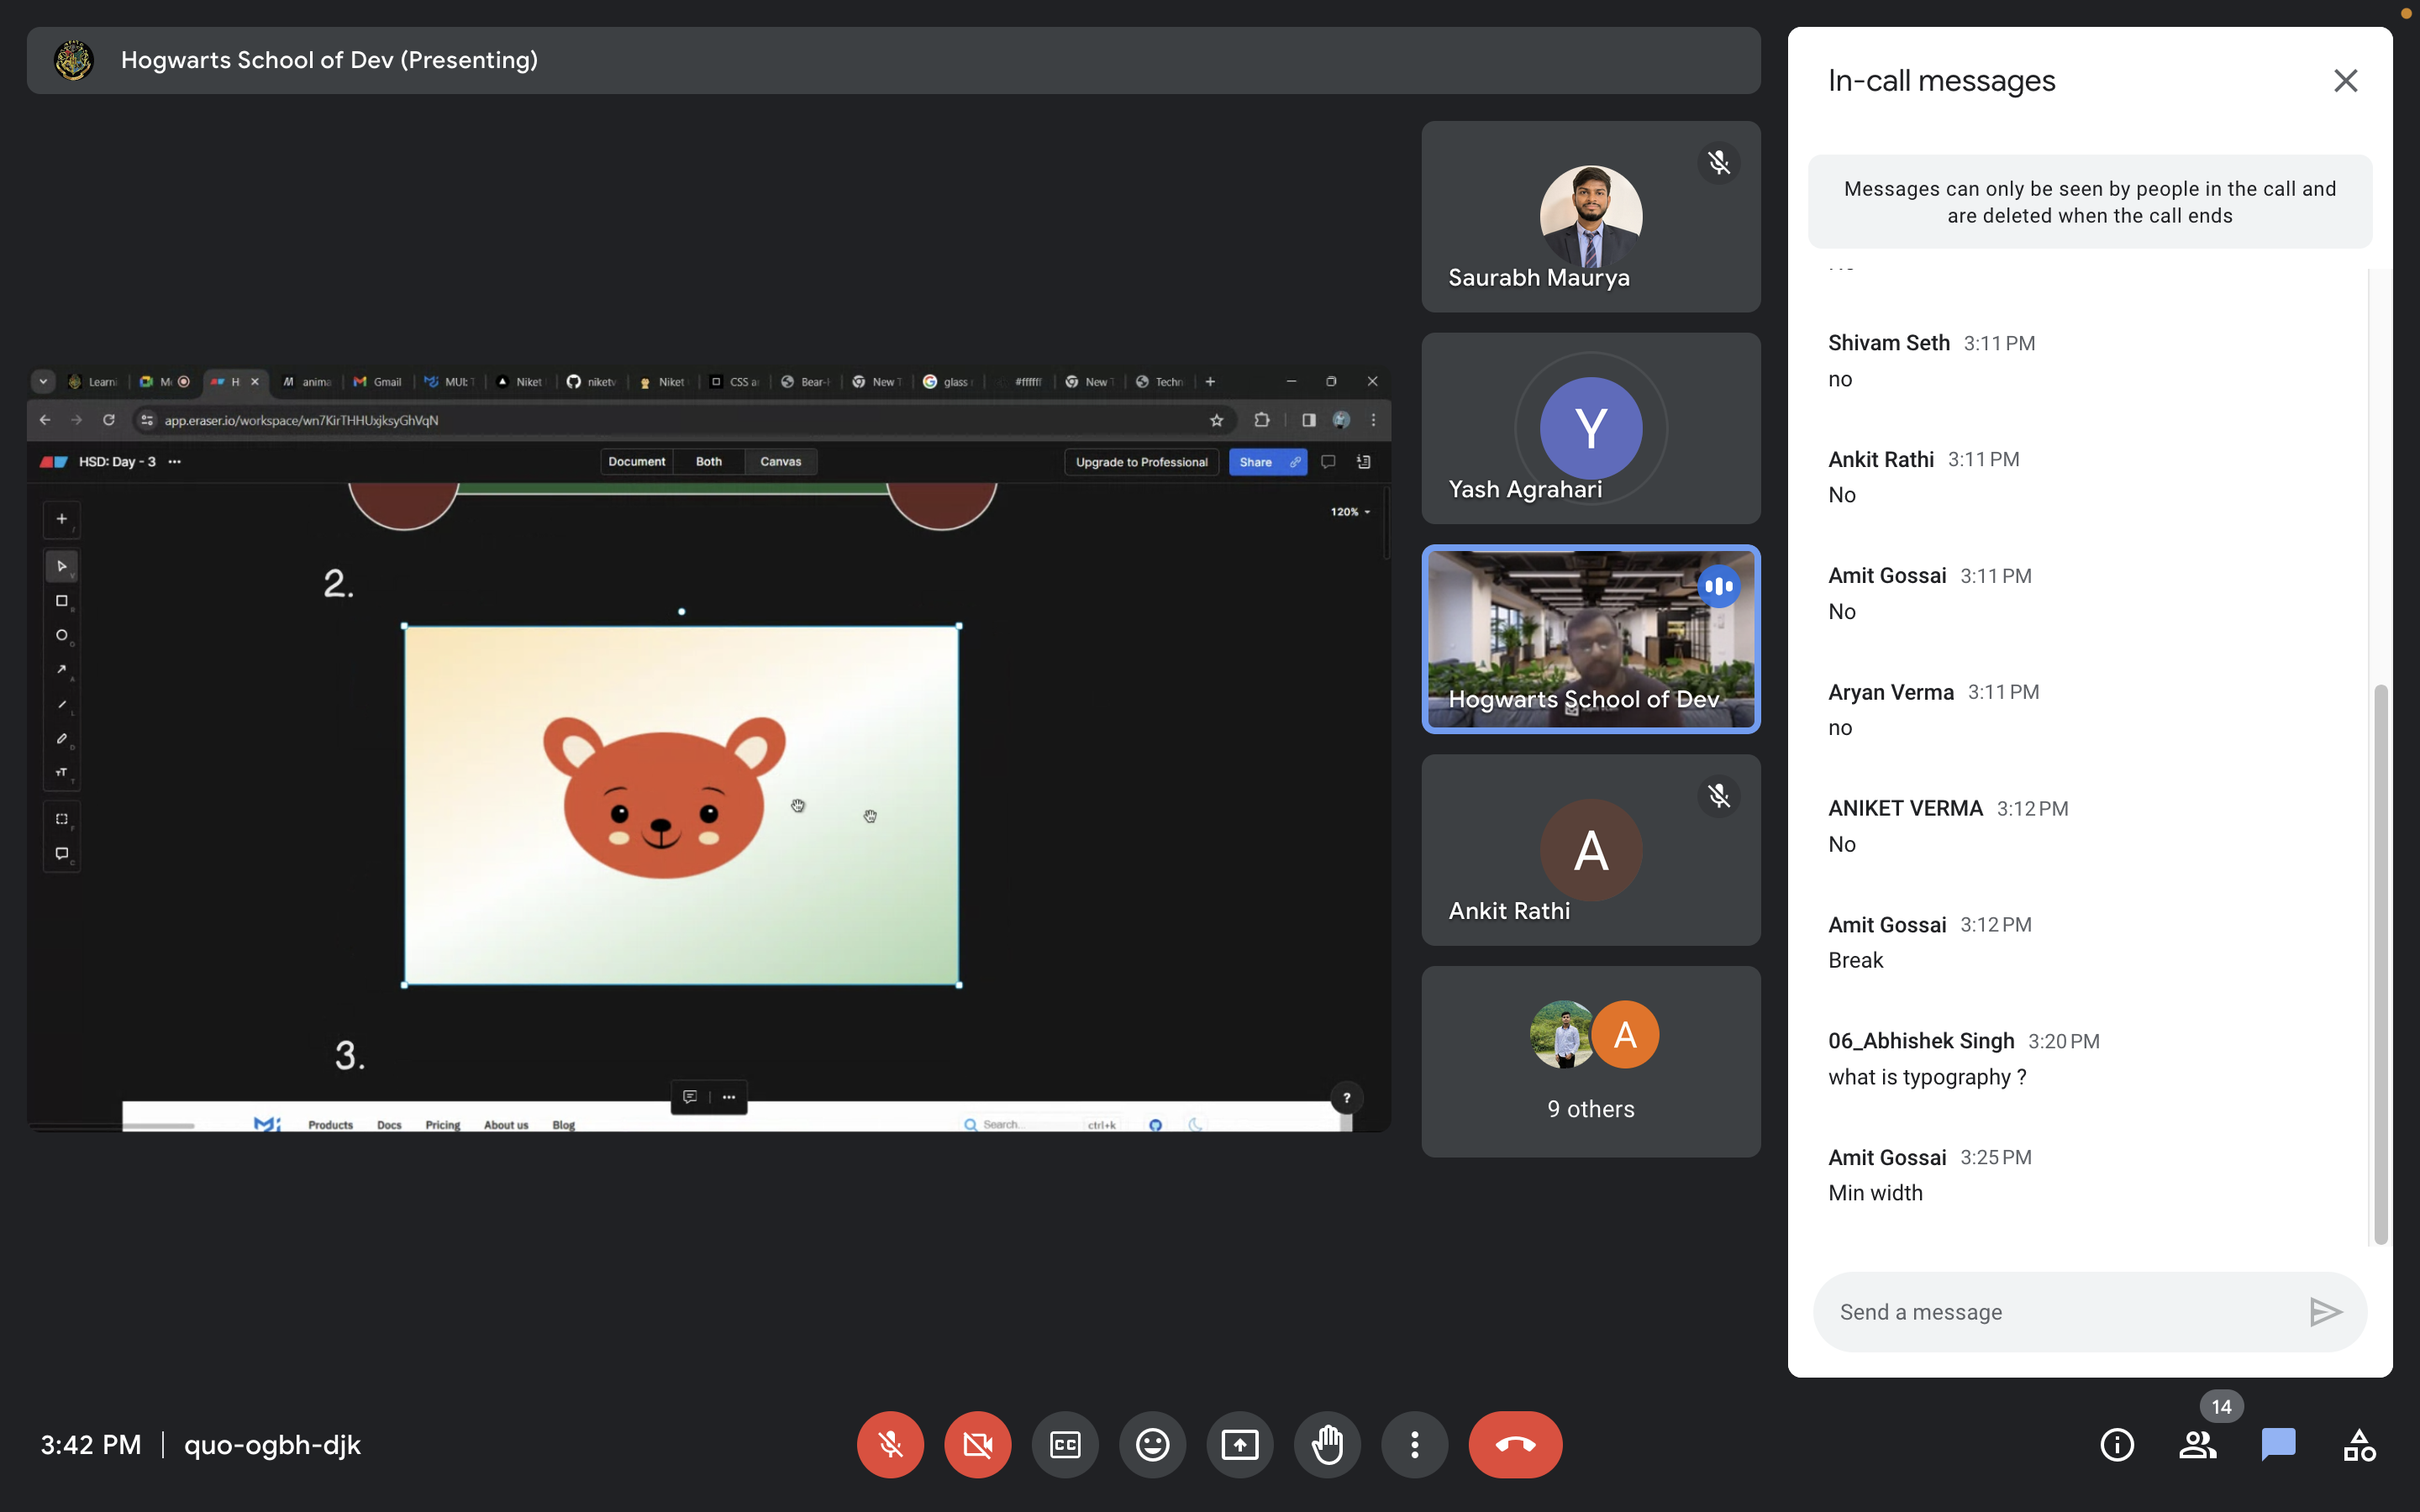 Hogwarts School of Dev (Presenting)
Learni
M
H
anima
Gmail
MUI: T
Niket
niketv
Niket
CSS a
Bear-
New T
glass
#ffffff
New T
Techn
app.eraser.io/workspace/wn7KirTHHUxjksyGhVqN
HSD: Day - 3
Document
Both
Canvas
Upgrade to Professional
Share
120%
2.
3.
Products
Docs
Pricing
About us
Blog
Search...
ctrl+k
?
Saurabh Maurya
Y
Yash Agrahari
Hogwarts School of Dev
A
Ankit Rathi
A
9 others
In-call messages
Messages can only be seen by people in the call and
are deleted when the call ends
Shivam Seth 3:11 PM
no
Ankit Rathi 3:11 PM
No
Amit Gossai 3:11 PM
No
Aryan Verma 3:11 PM
no
ANIKET VERMA 3:12 PM
No
Amit Gossai 3:12 PM
Break
06_Abhishek Singh 3:20 PM
what is typography ?
Amit Gossai 3:25 PM
Min width
Send a message
3:42 PM
quo-ogbh-djk
CC
14